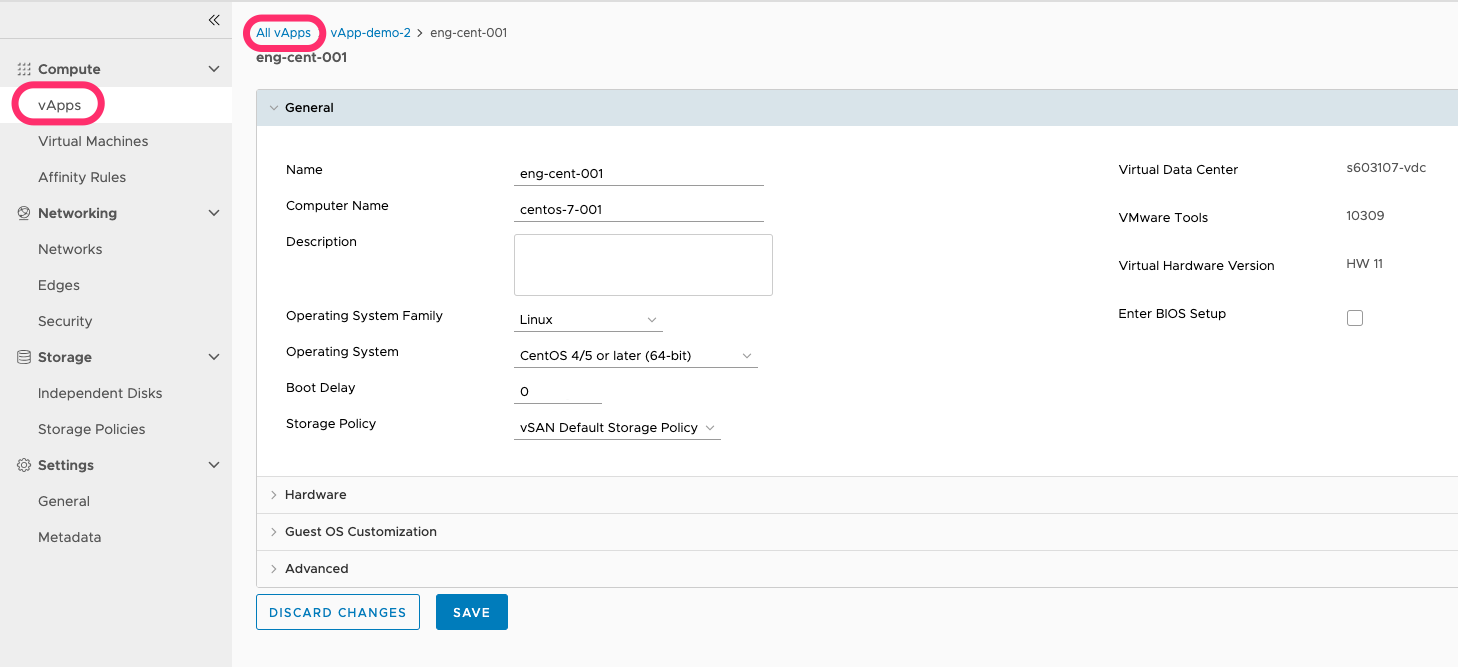 Compute
vApps
Virtual Machines
Affinity Rules
Networking
Networks
Edges
Security
Storage
Independent Disks
Storage Policies
Settings
General
Metadata
All vApps vApp-demo-2 > eng-cent-001
eng-cent-001
General
Name eng-cent-001
Computer Name centos-7-001
Description
Operating System Family Linux
Operating System CentOS 4/5 or later (64-bit)
Boot Delay 0
Storage Policy vSAN Default Storage Policy
Virtual Data Center s603107-vdc
VMware Tools 10309
Virtual Hardware Version HW 11
Enter BIOS Setup
Hardware
Guest OS Customization
Advanced
DISCARD CHANGES SAVE